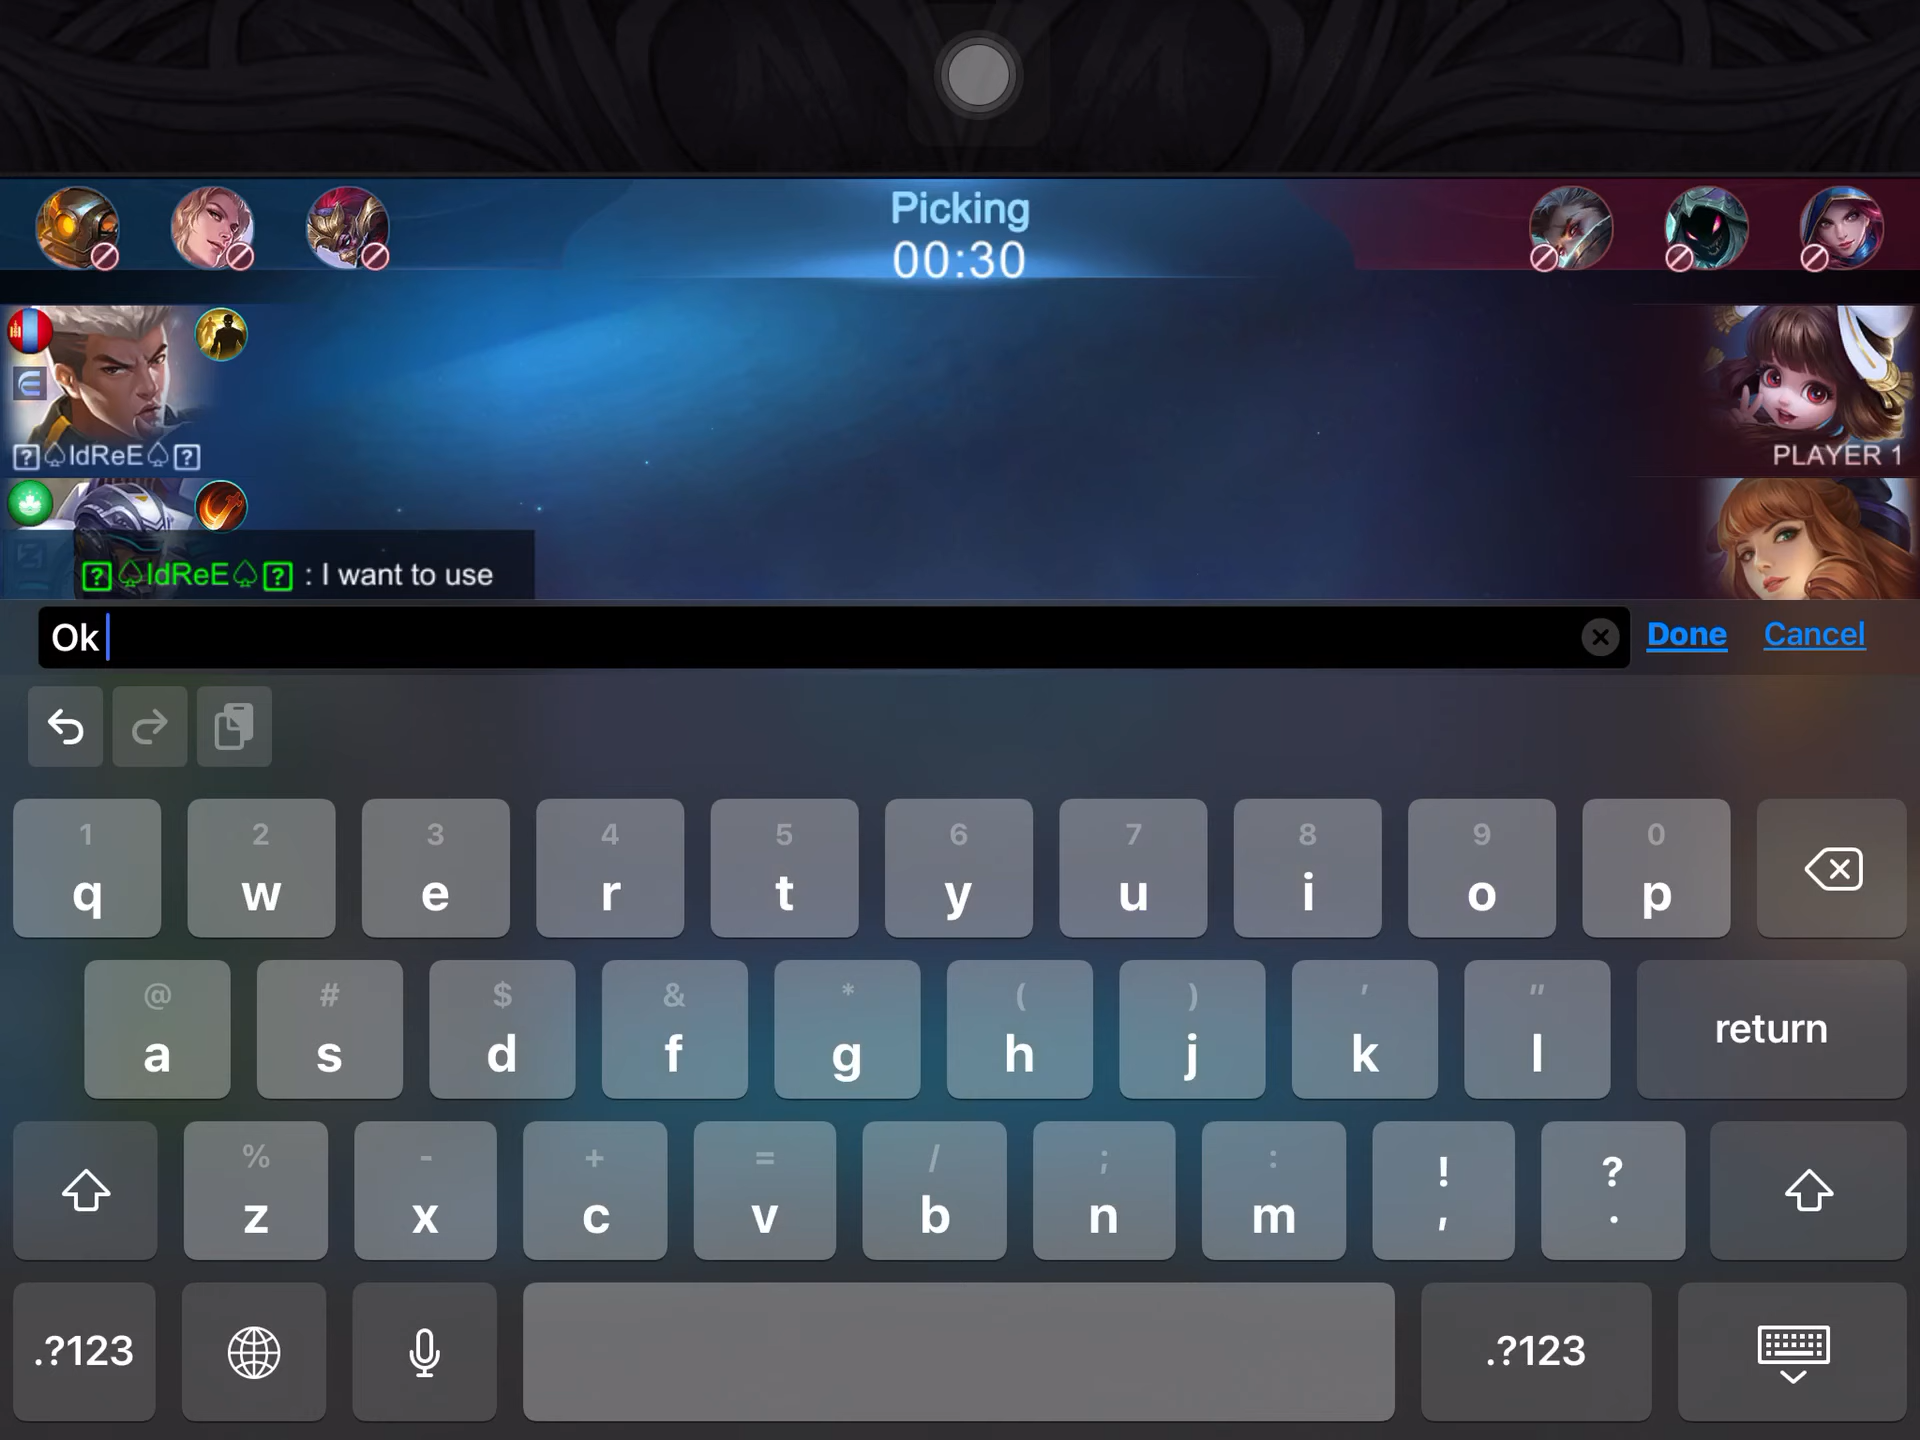 Picking
00:30
?♤IdReE♤?
PLAYER 1
?♤IdReE♤? : I want to use
Ok
Done Cancel
1 2 3 4 5 6 7 8 9 0
q w e r t y u i o p
@ # $ & * ( ) ' "
a s d f g h j k l return
% - + = / ; : ! ?
z x c v b n m , .
.?123 .?123